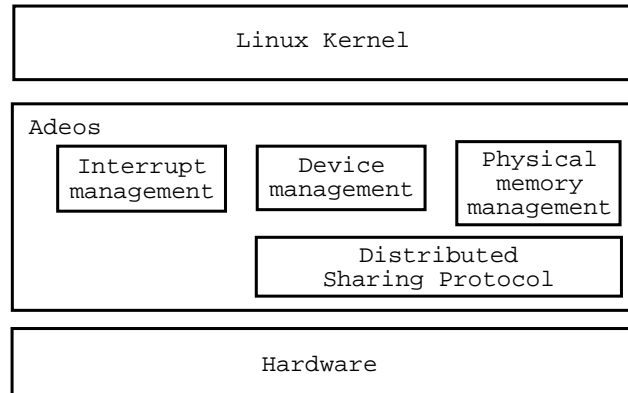 Linux Kernel
Adeos
Interrupt
management
Device
management
Physical
memory
management
Distributed
Sharing Protocol
Hardware